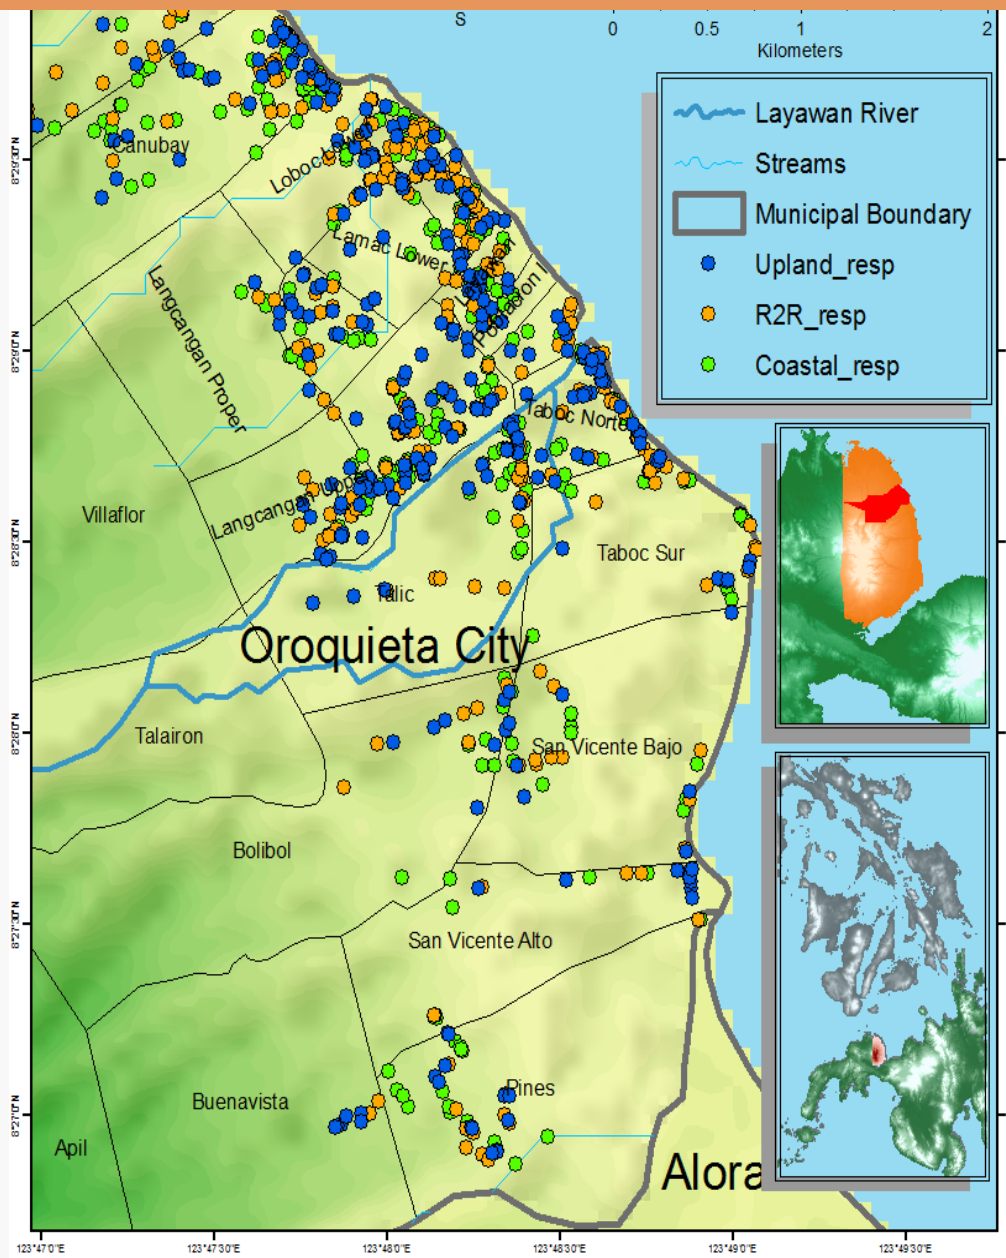 S
0 0.5 1 2
Kilometers
Layawan River
Streams
Municipal Boundary
Upland_resp
R2R_resp
Coastal_resp
Canubay
Loboc Lower
Lamac Lower
Layawan
Poblacion I
Langcangan Proper
Taboc Norte
Langcangan Upper
Villaflor
Taboc Sur
Talic
Oroquieta City
Talairon
San Vicente Bajo
Bolibol
San Vicente Alto
Buenavista
Pines
Apil
Alora
8°29'30"N
8°29'0"N
8°28'30"N
8°28'0"N
8°27'30"N
8°27'0"N
123°47'0"E 123°47'30"E 123°48'0"E 123°48'30"E 123°49'0"E 123°49'30"E